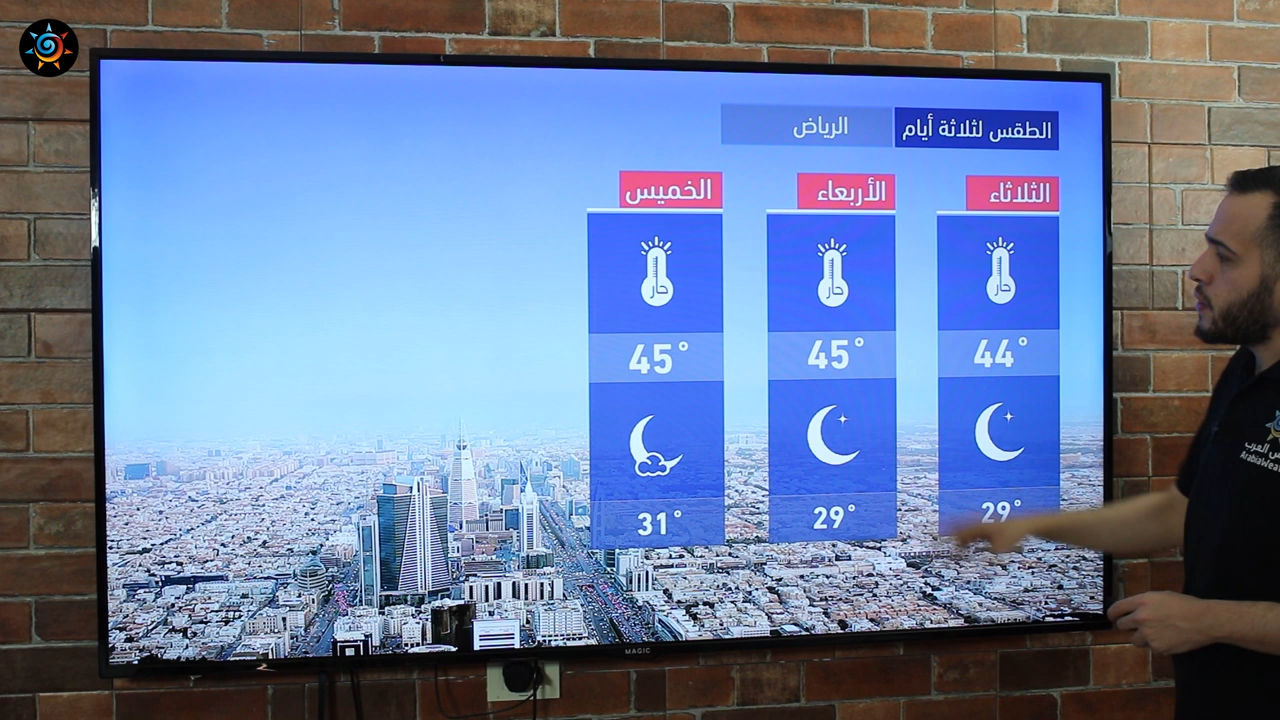 الطقس لثلاثة أيام
الرياض
الثلاثاء
حار
44°
29°
الأربعاء
حار
45°
29°
الخميس
حار
45°
31°
MAGIC